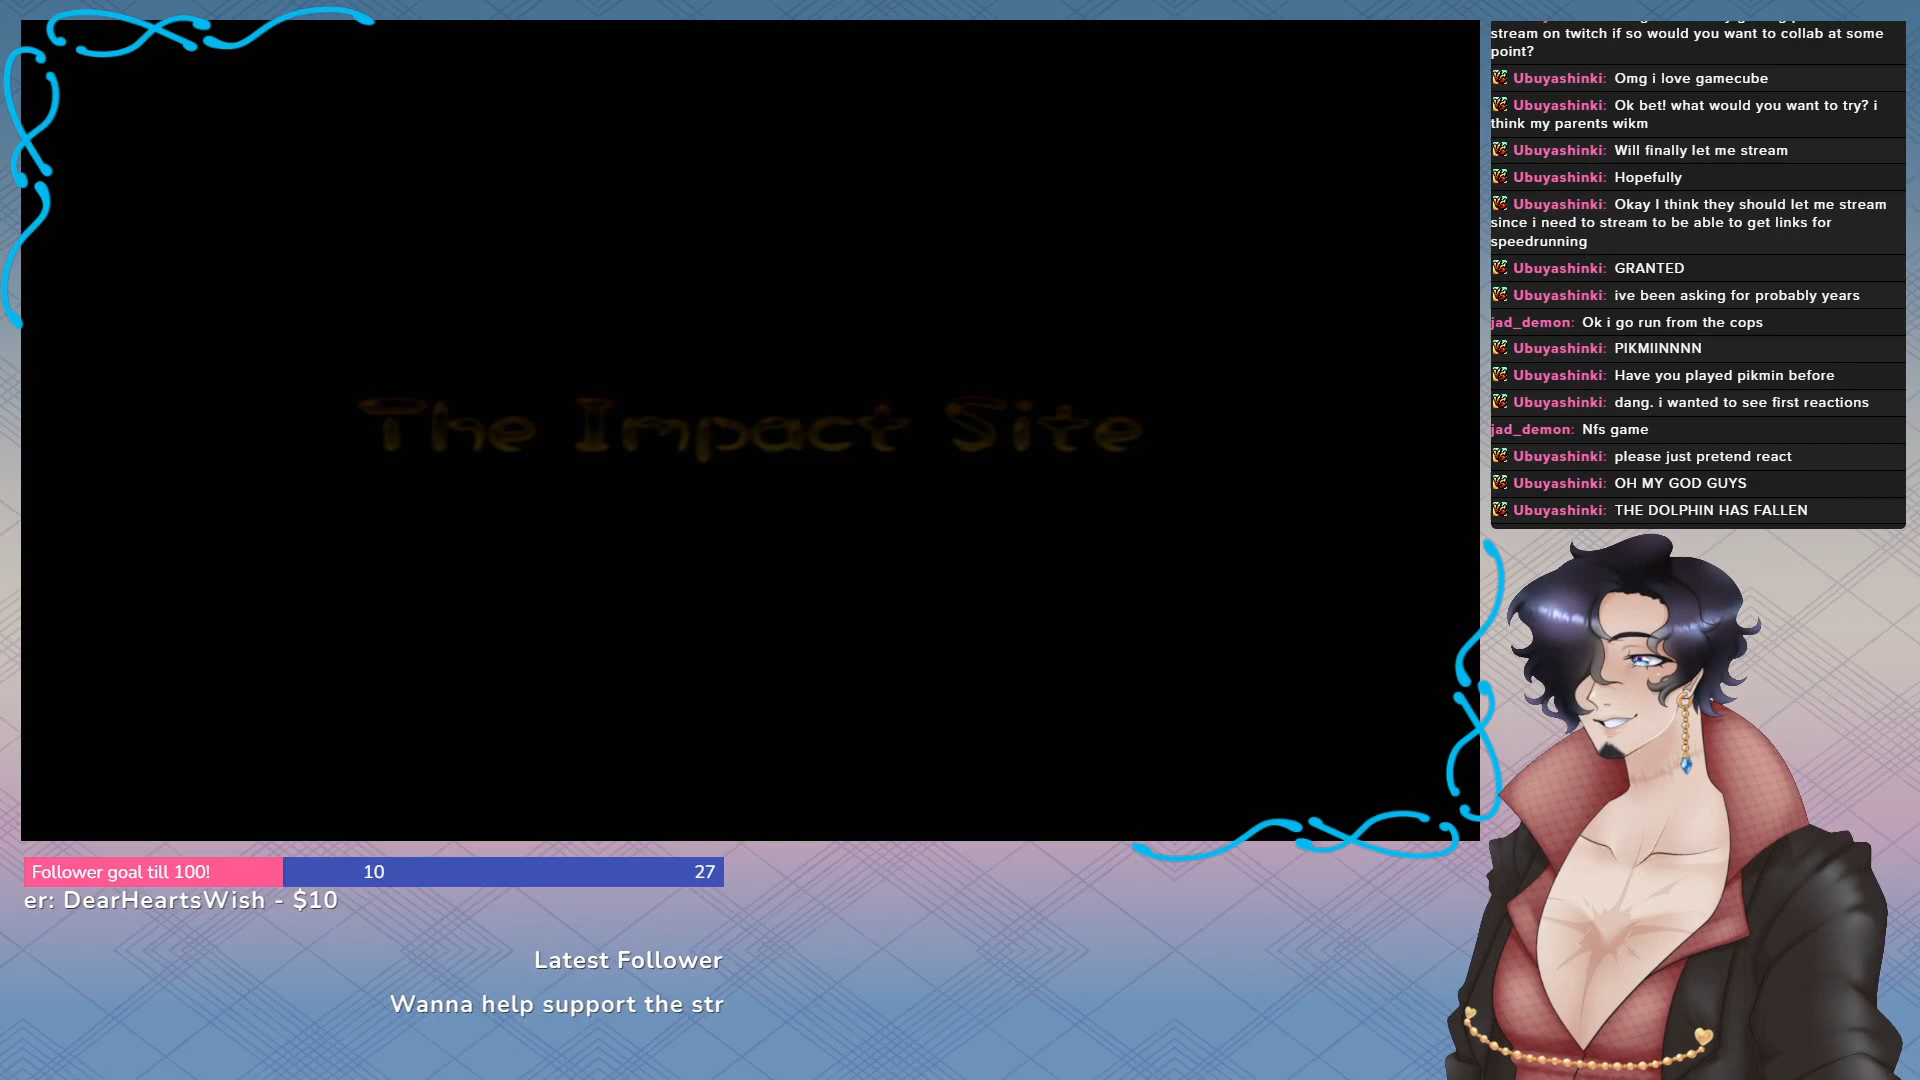 The Impact Site
stream on twitch if so would you want to collab at some
point?
Ubuyashinki: Omg i love gamecube
Ubuyashinki: Ok bet! what would you want to try? i
think my parents wikm
Ubuyashinki: Will finally let me stream
Ubuyashinki: Hopefully
Ubuyashinki: Okay I think they should let me stream
since i need to stream to be able to get links for
speedrunning
Ubuyashinki: GRANTED
Ubuyashinki: ive been asking for probably years
jad_demon: Ok i go run from the cops
Ubuyashinki: PIKMIINNNN
Ubuyashinki: Have you played pikmin before
Ubuyashinki: dang. i wanted to see first reactions
jad_demon: Nfs game
Ubuyashinki: please just pretend react
Ubuyashinki: OH MY GOD GUYS
Ubuyashinki: THE DOLPHIN HAS FALLEN
Follower goal till 100! 10 27
er: DearHeartsWish - $10
Latest Follower
Wanna help support the str